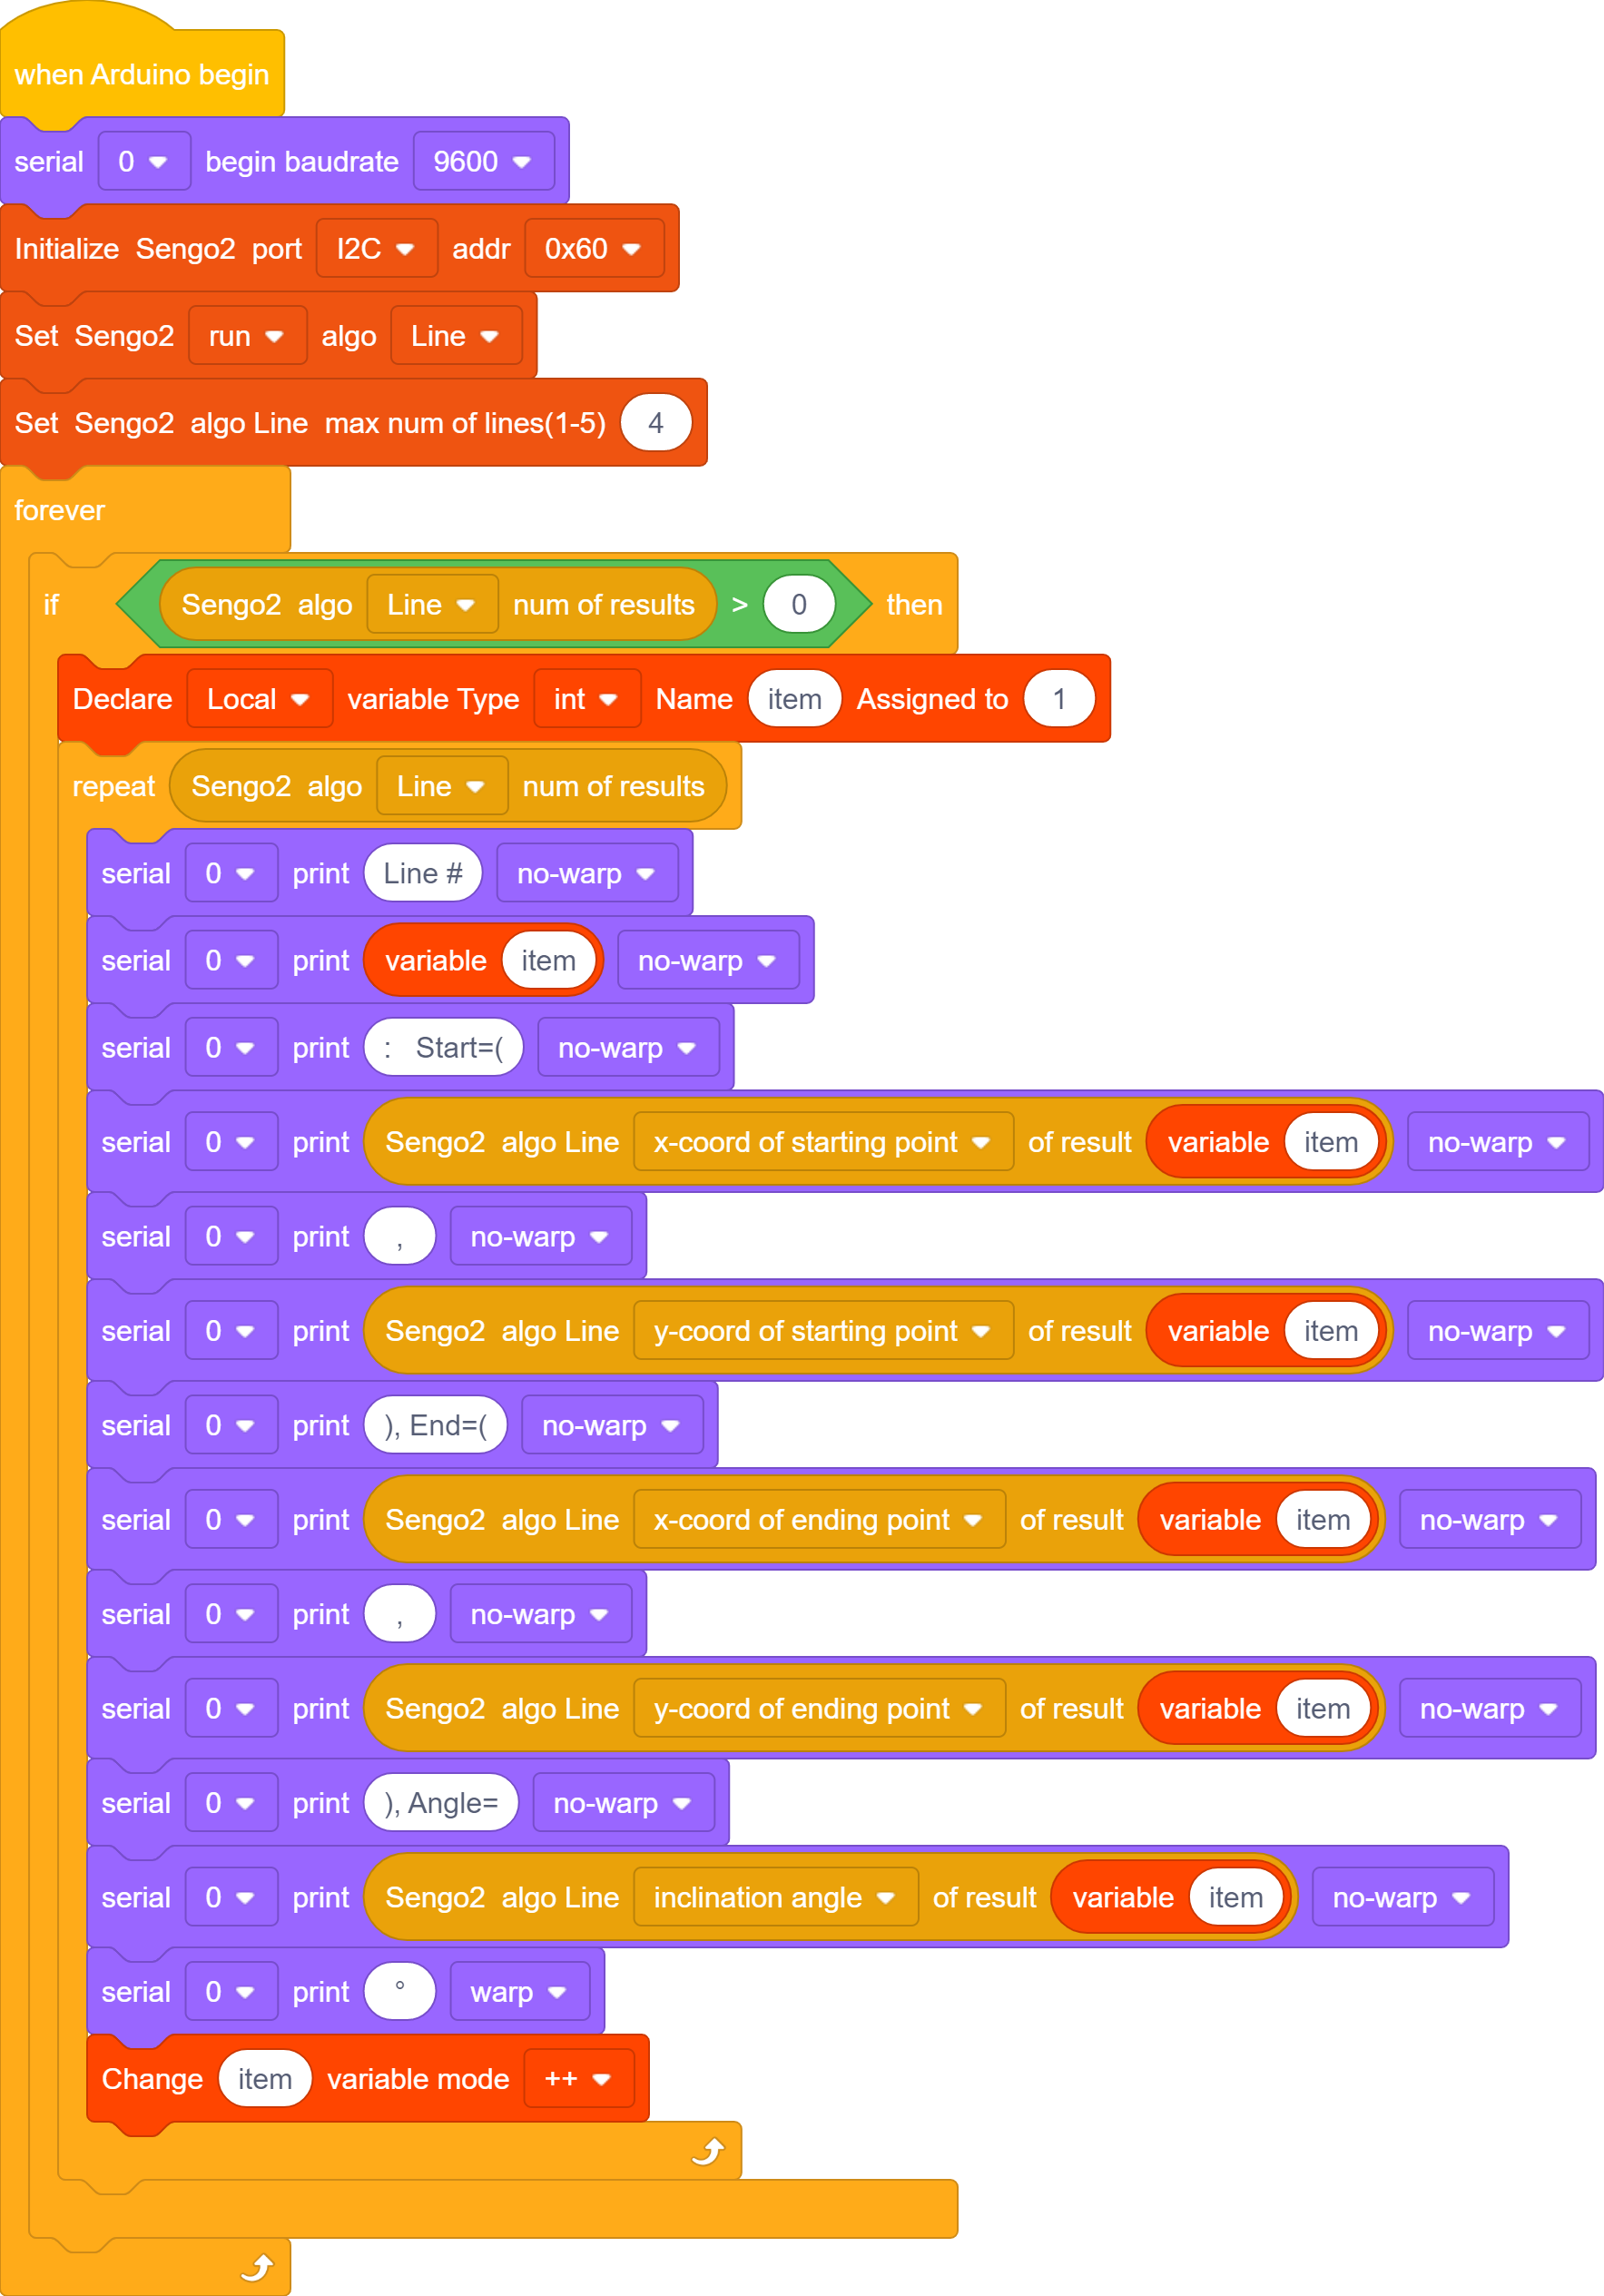 when Arduino begin
serial 0 begin baudrate 9600
Initialize Sengo2 port I2C addr 0x60
Set Sengo2 run algo Line
Set Sengo2 algo Line max num of lines(1-5) 4
forever
if Sengo2 algo Line num of results > 0 then
Declare Local variable Type int Name item Assigned to 1
repeat Sengo2 algo Line num of results
serial 0 print Line # no-warp
serial 0 print variable item no-warp
serial 0 print : Start=( no-warp
serial 0 print Sengo2 algo Line x-coord of starting point of result variable item no-warp
serial 0 print , no-warp
serial 0 print Sengo2 algo Line y-coord of starting point of result variable item no-warp
serial 0 print ), End=( no-warp
serial 0 print Sengo2 algo Line x-coord of ending point of result variable item no-warp
serial 0 print , no-warp
serial 0 print Sengo2 algo Line y-coord of ending point of result variable item no-warp
serial 0 print ), Angle= no-warp
serial 0 print Sengo2 algo Line inclination angle of result variable item no-warp
serial 0 print ° warp
Change item variable mode ++